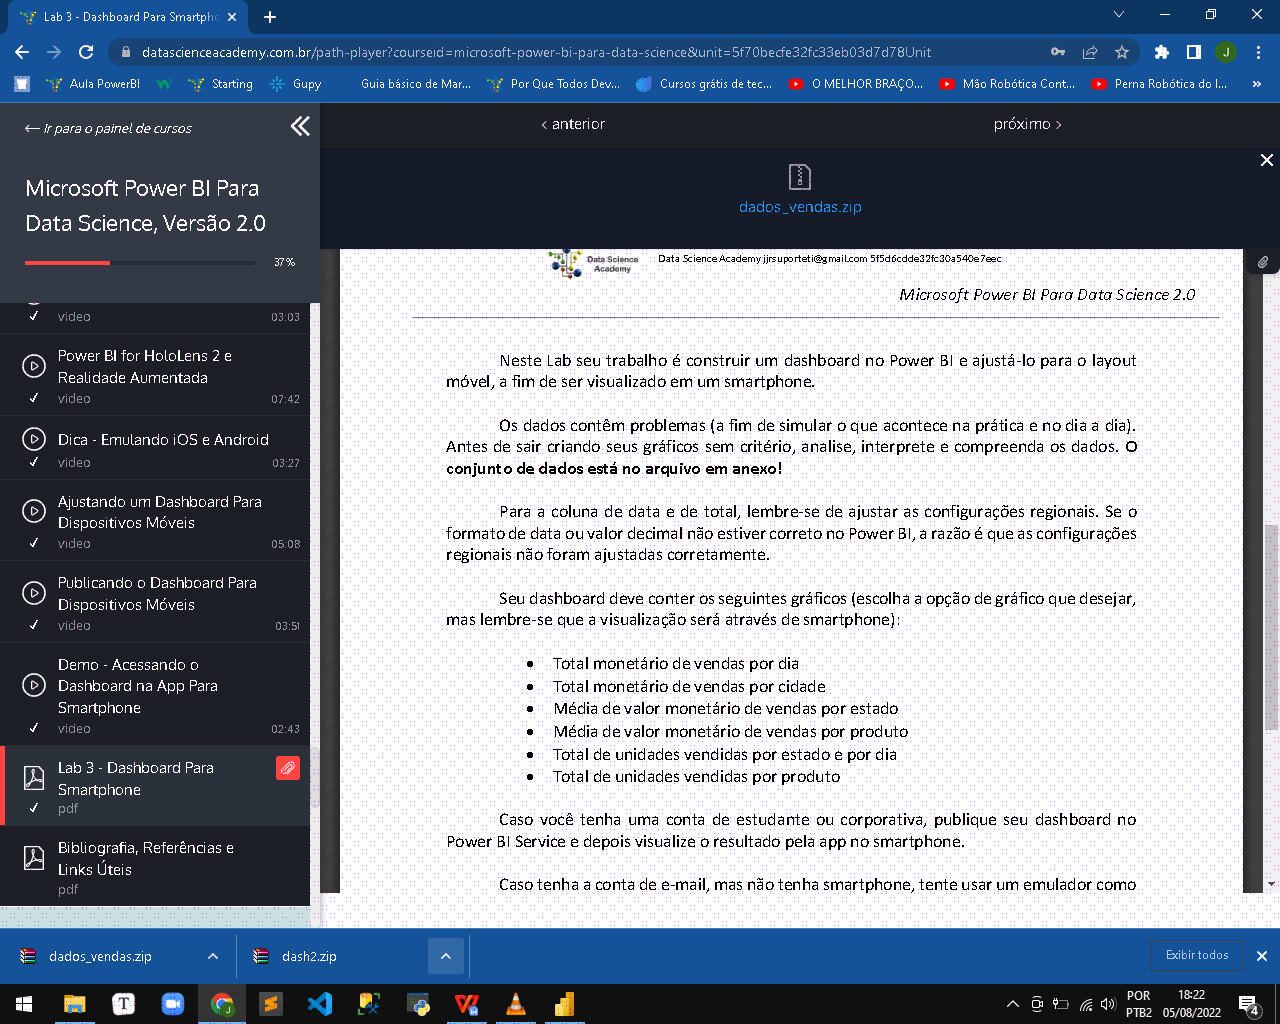 Lab 3 - Dashboard Para Smartpho
datascienceacademy.com.br/path-player?courseid=microsoft-power-bi-para-data-science&unit=5f70becfe32fc33eb03d7d78Unit
J
Aula PowerBI
Starting
Gupy
Guia básico de Mar...
Por Que Todos Dev...
Cursos grátis de tec...
O MELHOR BRAÇO...
Mão Robótica Cont...
Perna Robótica do I...
»
← Ir para o painel de cursos
Microsoft Power BI Para
Data Science, Versão 2.0
37%
video 03:03
Power BI for HoloLens 2 e
Realidade Aumentada
video 07:42
Dica - Emulando iOS e Android
video 03:27
Ajustando um Dashboard Para
Dispositivos Móveis
video 05:08
Publicando o Dashboard Para
Dispositivos Móveis
video 03:51
Demo - Acessando o
Dashboard na App Para
Smartphone
video 02:43
Lab 3 - Dashboard Para
Smartphone
pdf
Bibliografia, Referências e
Links Úteis
pdf
‹ anterior
próximo ›
dados_vendas.zip
Data Science
Academy
Data Science Academy jjrsuporteti@gmail.com 5f5d6cdde32fc30a540e7eec
Microsoft Power BI Para Data Science 2.0
Neste Lab seu trabalho é construir um dashboard no Power BI e ajustá-lo para o layout
móvel, a fim de ser visualizado em um smartphone.
Os dados contêm problemas (a fim de simular o que acontece na prática e no dia a dia).
Antes de sair criando seus gráficos sem critério, analise, interprete e compreenda os dados. O
conjunto de dados está no arquivo em anexo!
Para a coluna de data e de total, lembre-se de ajustar as configurações regionais. Se o
formato de data ou valor decimal não estiver correto no Power BI, a razão é que as configurações
regionais não foram ajustadas corretamente.
Seu dashboard deve conter os seguintes gráficos (escolha a opção de gráfico que desejar,
mas lembre-se que a visualização será através de smartphone):
• Total monetário de vendas por dia
• Total monetário de vendas por cidade
• Média de valor monetário de vendas por estado
• Média de valor monetário de vendas por produto
• Total de unidades vendidas por estado e por dia
• Total de unidades vendidas por produto
Caso você tenha uma conta de estudante ou corporativa, publique seu dashboard no
Power BI Service e depois visualize o resultado pela app no smartphone.
Caso tenha a conta de e-mail, mas não tenha smartphone, tente usar um emulador como
dados_vendas.zip
dash2.zip
Exibir todos
POR
PTB2
18:22
05/08/2022
4